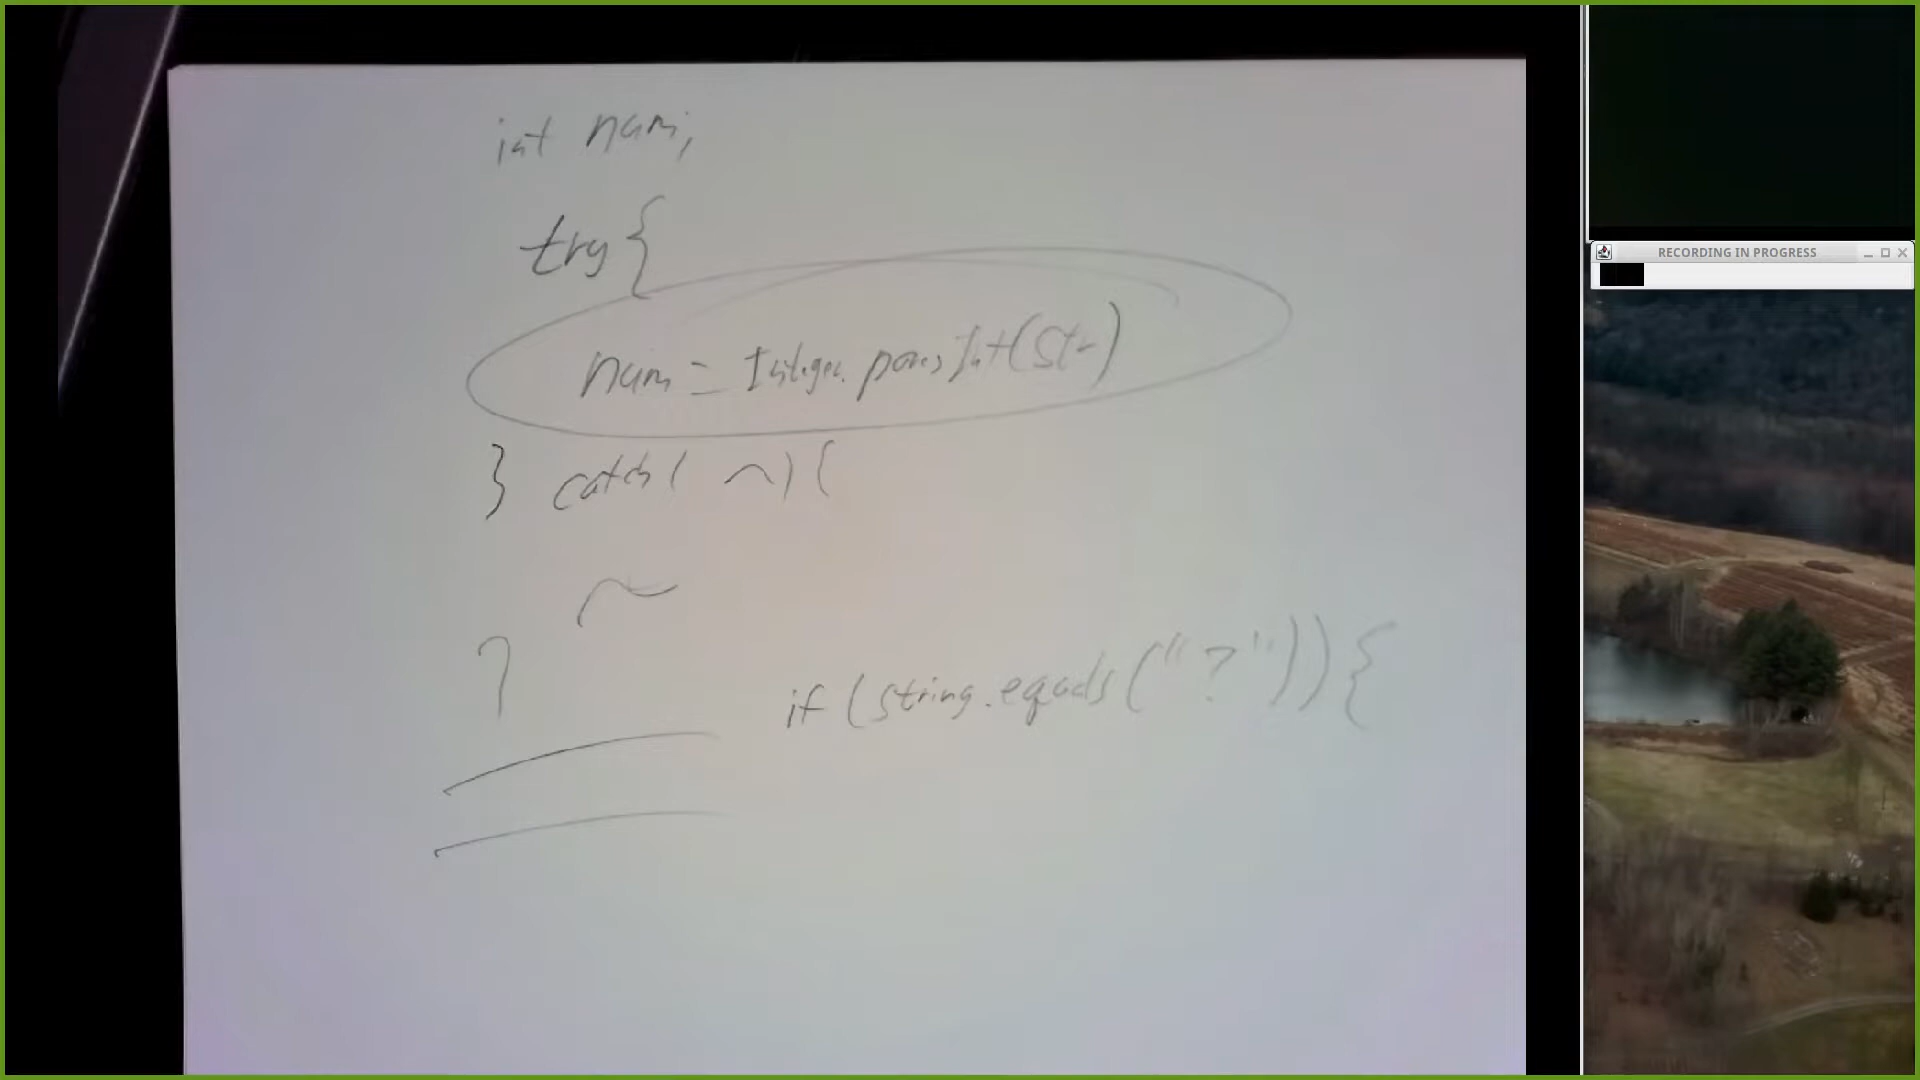 int num;
try {
num = Integer.parseInt(str)
} catch( ~) {
~
}
if (string.equals("?")) {
RECORDING IN PROGRESS